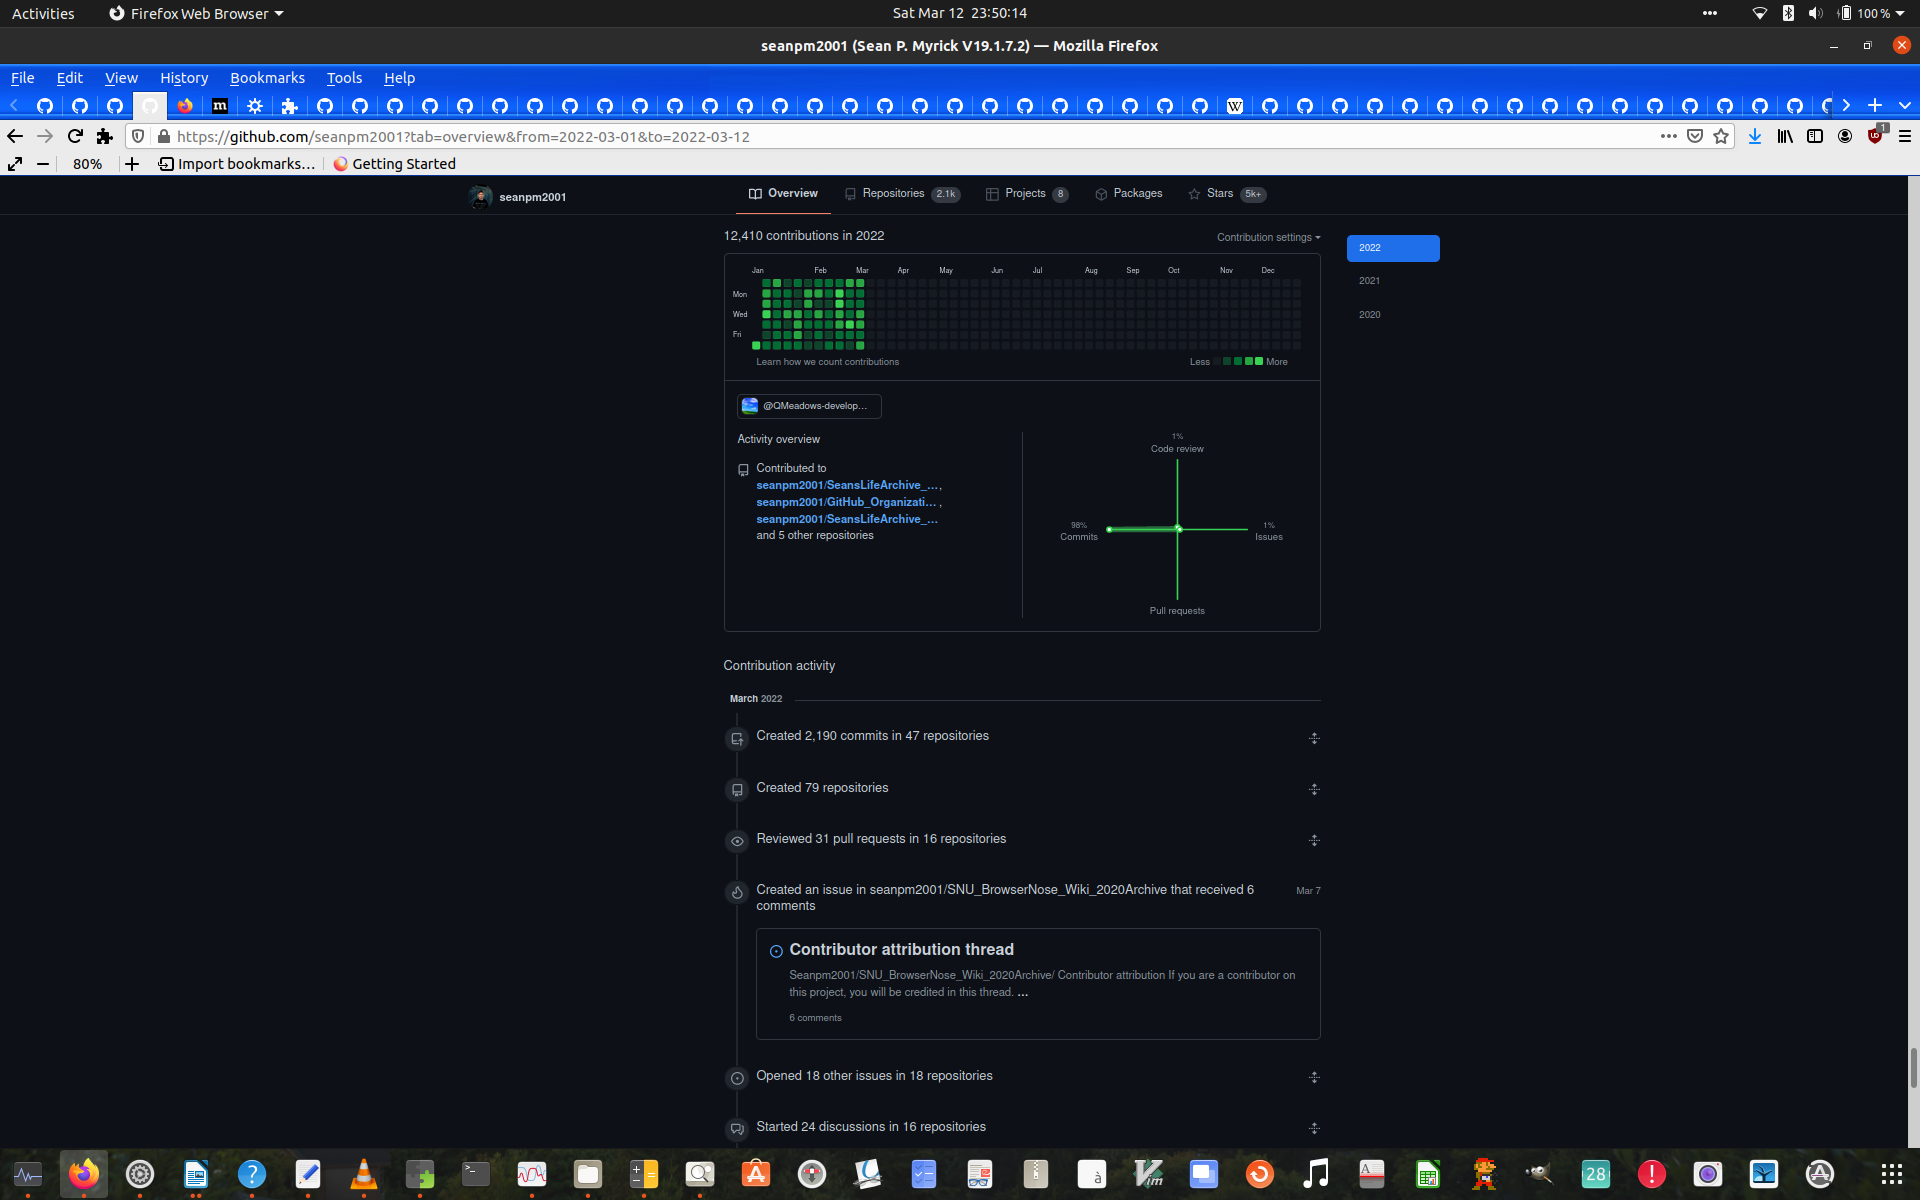 Activities
Firefox Web Browser
Sat Mar 12 23:50:14
100 %
seanpm2001 (Sean P. Myrick V19.1.7.2) — Mozilla Firefox
File Edit View History Bookmarks Tools Help
m
W
https://github.com/seanpm2001?tab=overview&from=2022-03-01&to=2022-03-12
1
80%
Import bookmarks…
Getting Started
seanpm2001
Overview
Repositories 2.1k
Projects 8
Packages
Stars 5k+
12,410 contributions in 2022
Contribution settings
2022
2021
2020
Jan Feb Mar Apr May Jun Jul Aug Sep Oct Nov Dec
Mon
Wed
Fri
Learn how we count contributions
Less More
@QMeadows-develop…
Activity overview
Contributed to
seanpm2001/SeansLifeArchive_…,
seanpm2001/GitHub_Organizati… ,
seanpm2001/SeansLifeArchive_…
and 5 other repositories
1%
Code review
98%
Commits
1%
Issues
Pull requests
Contribution activity
March 2022
Created 2,190 commits in 47 repositories
Created 79 repositories
Reviewed 31 pull requests in 16 repositories
Created an issue in seanpm2001/SNU_BrowserNose_Wiki_2020Archive that received 6
comments
Mar 7
Contributor attribution thread
Seanpm2001/SNU_BrowserNose_Wiki_2020Archive/ Contributor attribution If you are a contributor on
this project, you will be credited in this thread. …
6 comments
Opened 18 other issues in 18 repositories
Started 24 discussions in 16 repositories
28